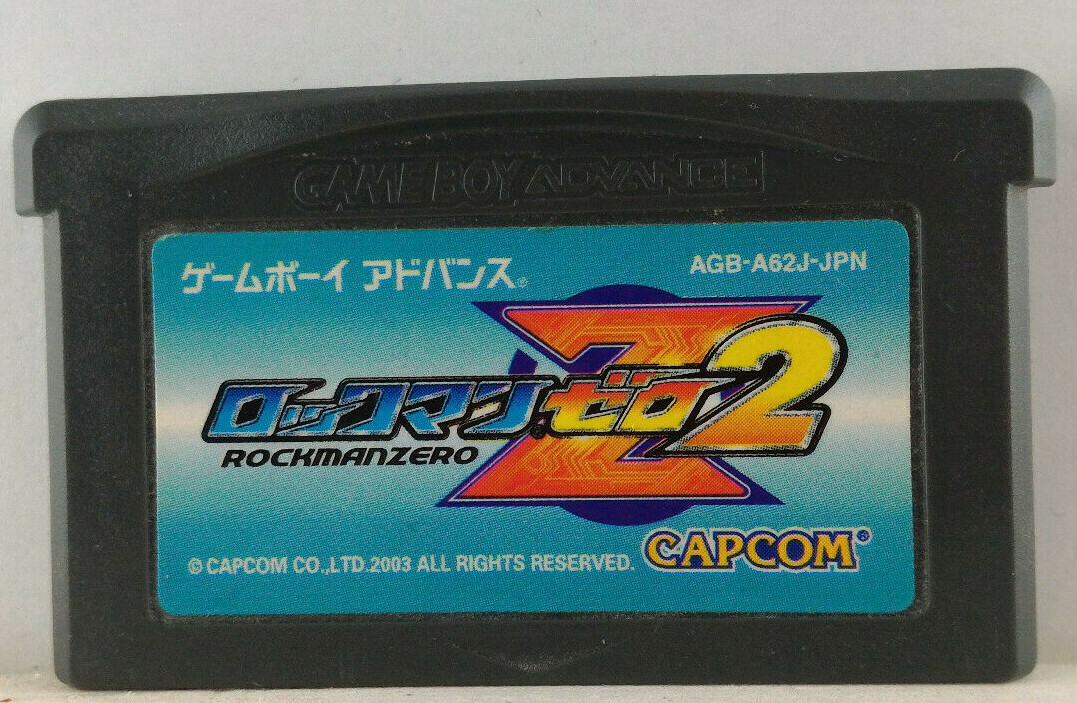 GAME BOY ADVANCE
ゲームボーイ アドバンス®
AGB-A62J-JPN
Z
ロックマン®ゼロ2
ROCKMANZERO
CAPCOM®
© CAPCOM CO.,LTD.2003 ALL RIGHTS RESERVED.